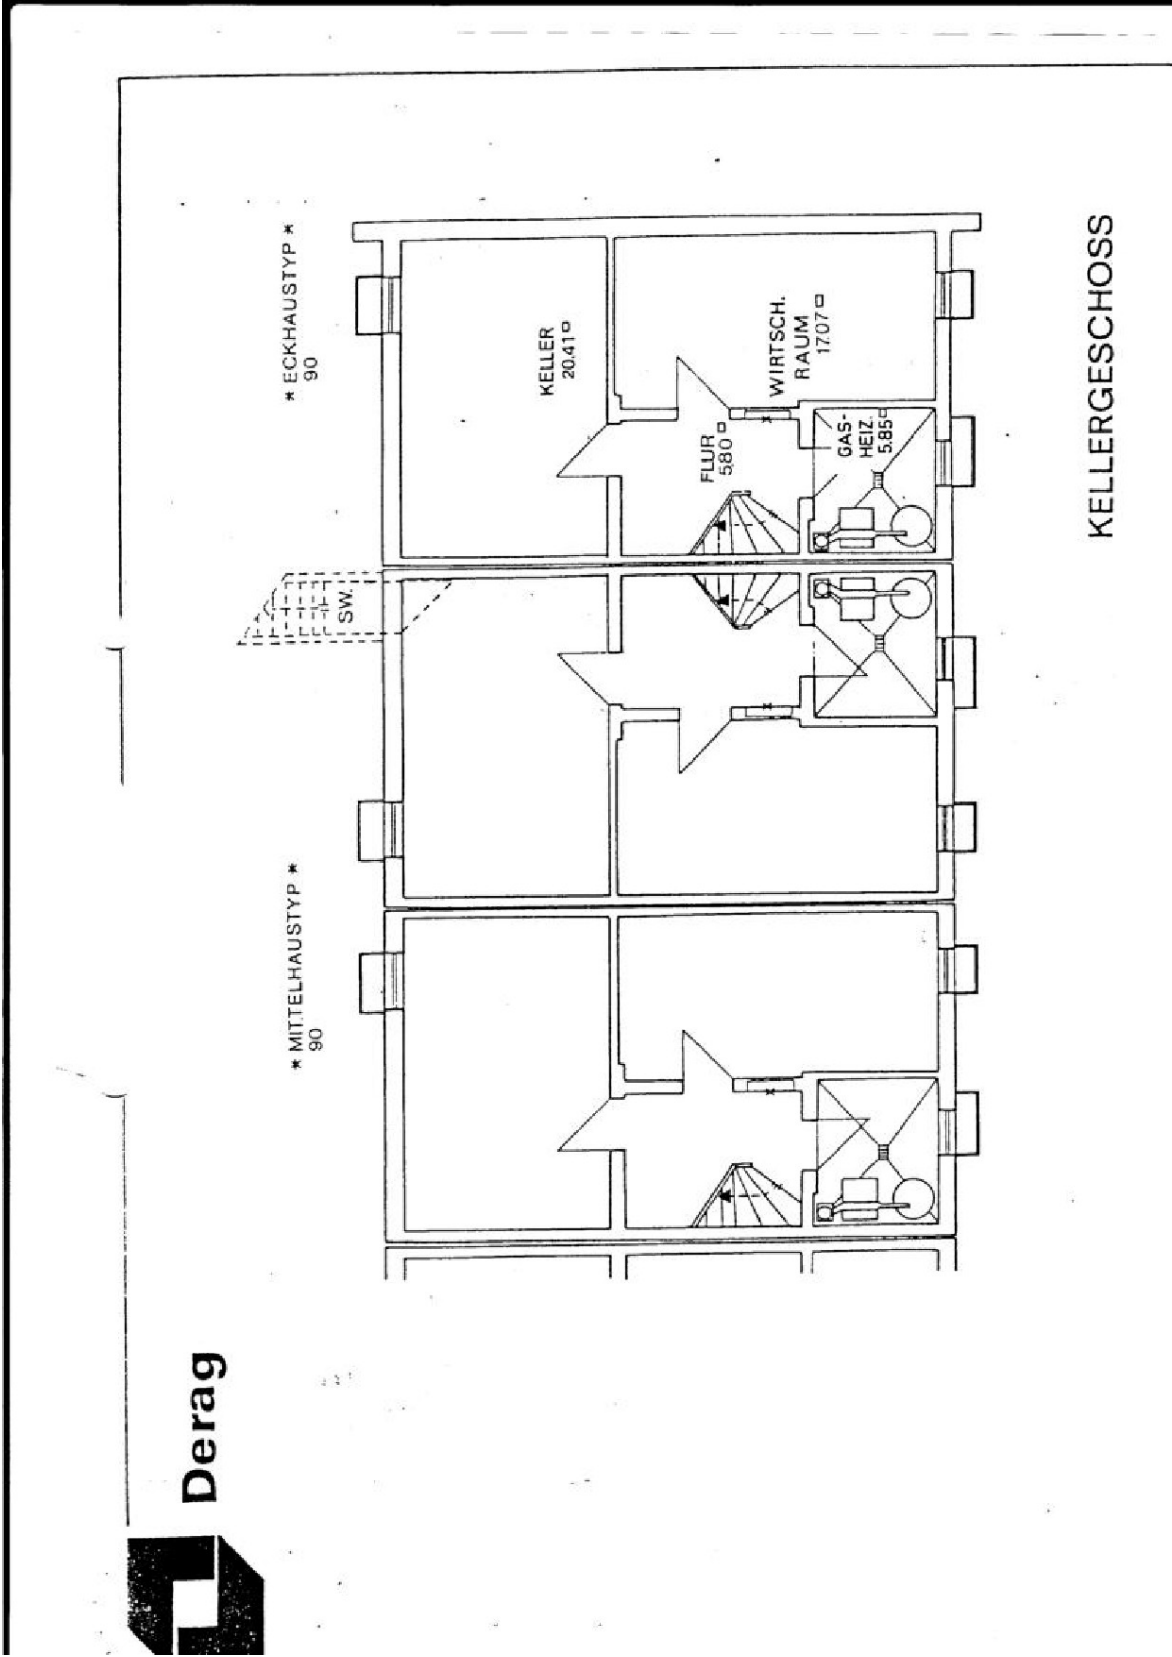 Derag
* MITTELHAUSTYP *
90
* ECKHAUSTYP *
90
SW.
KELLER
20.41
FLUR
5.80
WIRTSCH.
RAUM
17.07
GAS-
HEIZ.
5.85
KELLERGESCHOSS